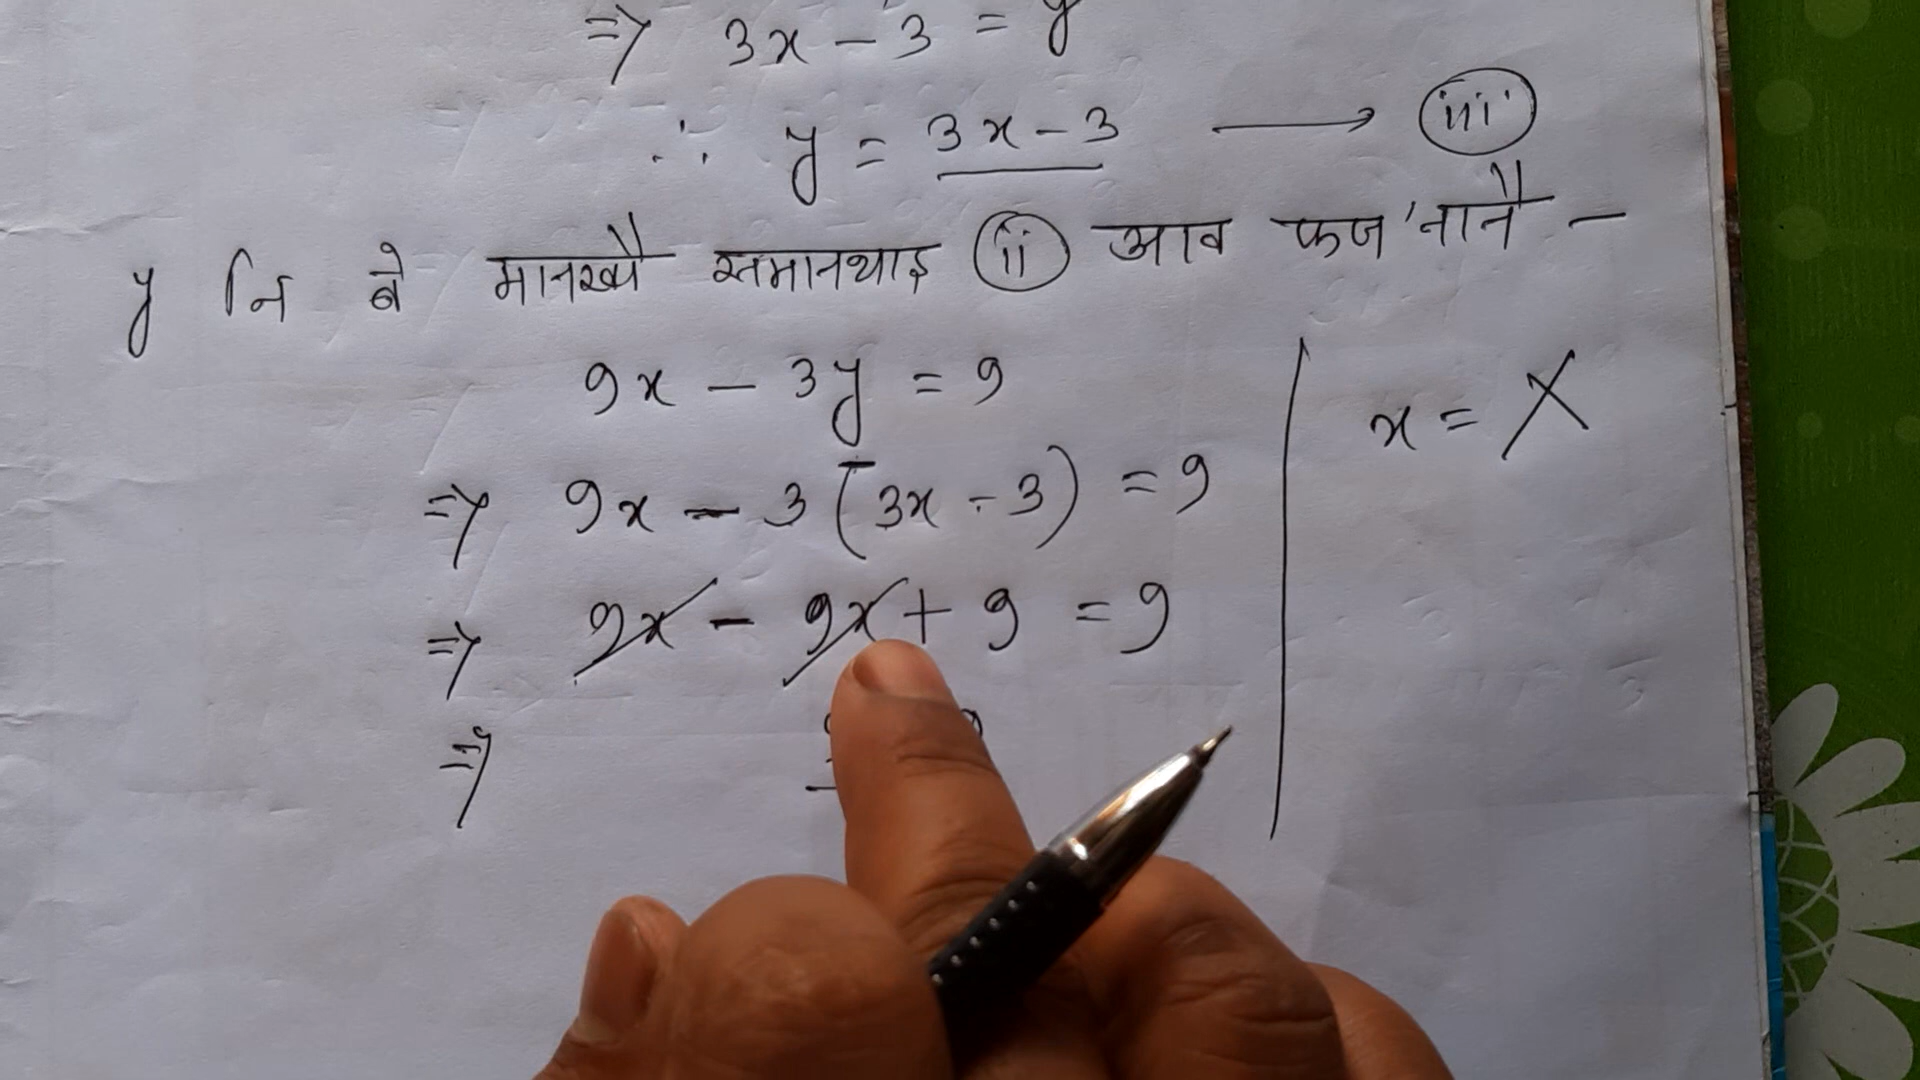 => 3x - 3 = y
∴ y = 3x - 3 ⟶ (iii)
y नि बे मानख्यौ समानथाइ (ii) आव फज'नानै -
9x - 3y = 9
x =
=> 9x - 3(3x - 3) = 9
=> 9x - 9x + 9 = 9
=>